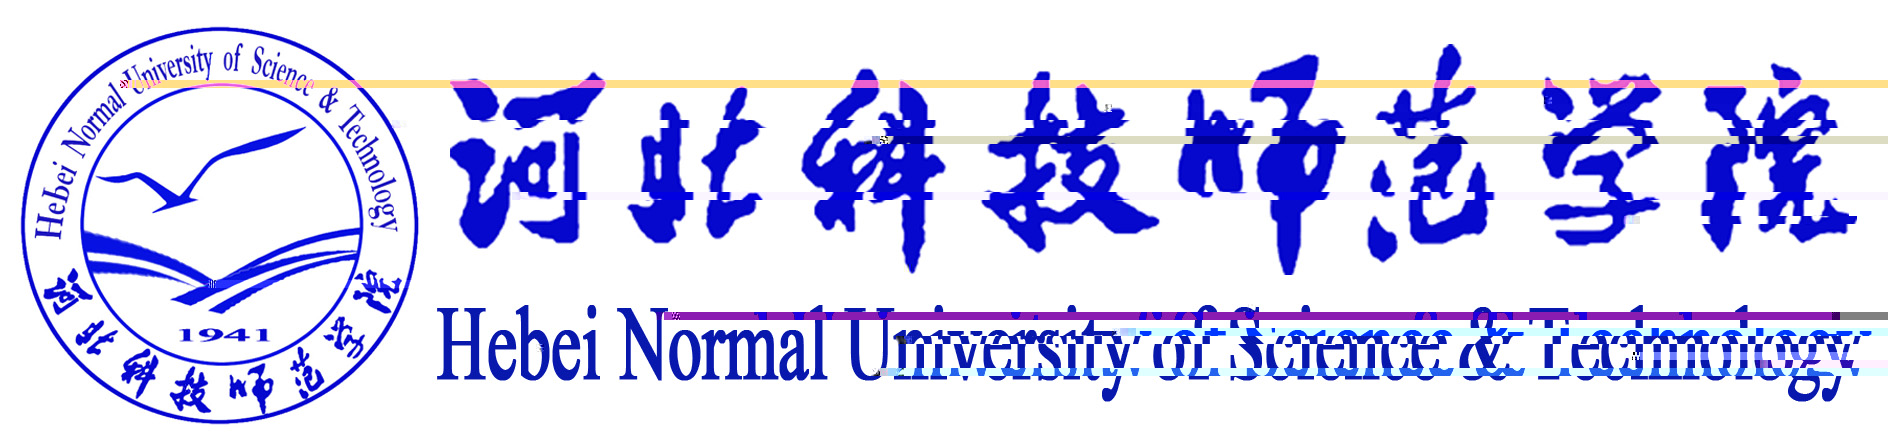 Hebei Normal University of Science & Technology
河北科技师范学院
1941
河北科技师范学院
Hebei Normal University of Science & Technology